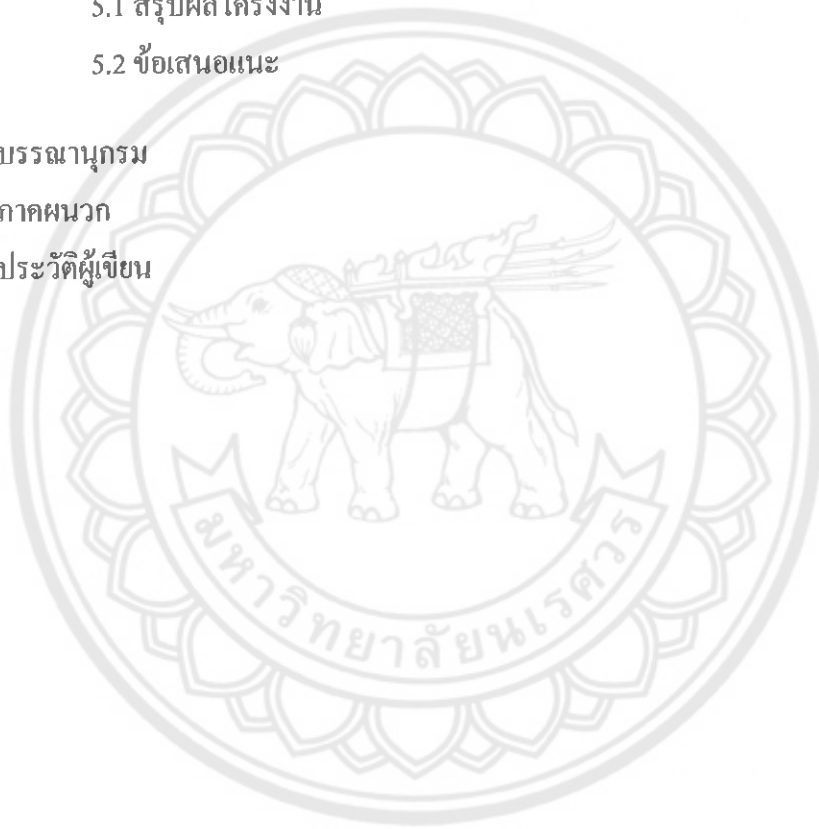 5.1 สรุปผลโครงงาน
5.2 ข้อเสนอแนะ
บรรณานุกรม
ภาคผนวก
ประวัติผู้เขียน
มหาวิทยาลัยนเรศวร